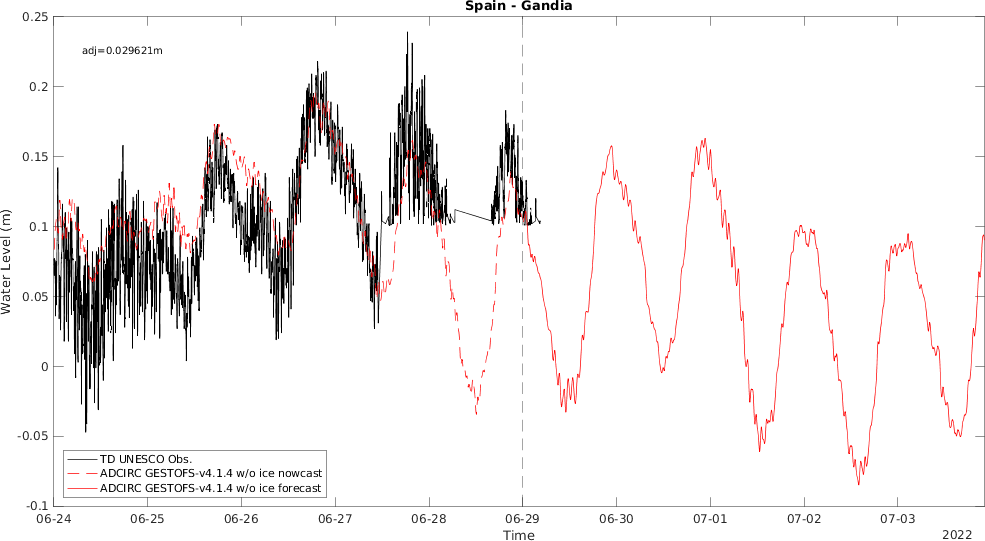 Spain - Gandia
adj=0.029621m
0.25
0.2
0.15
0.1
0.05
0
-0.05
-0.1
Water Level (m)
TD UNESCO Obs.
ADCIRC GESTOFS-v4.1.4 w/o ice nowcast
ADCIRC GESTOFS-v4.1.4 w/o ice forecast
06-24 06-25 06-26 06-27 06-28 06-29 06-30 07-01 07-02 07-03
Time
2022